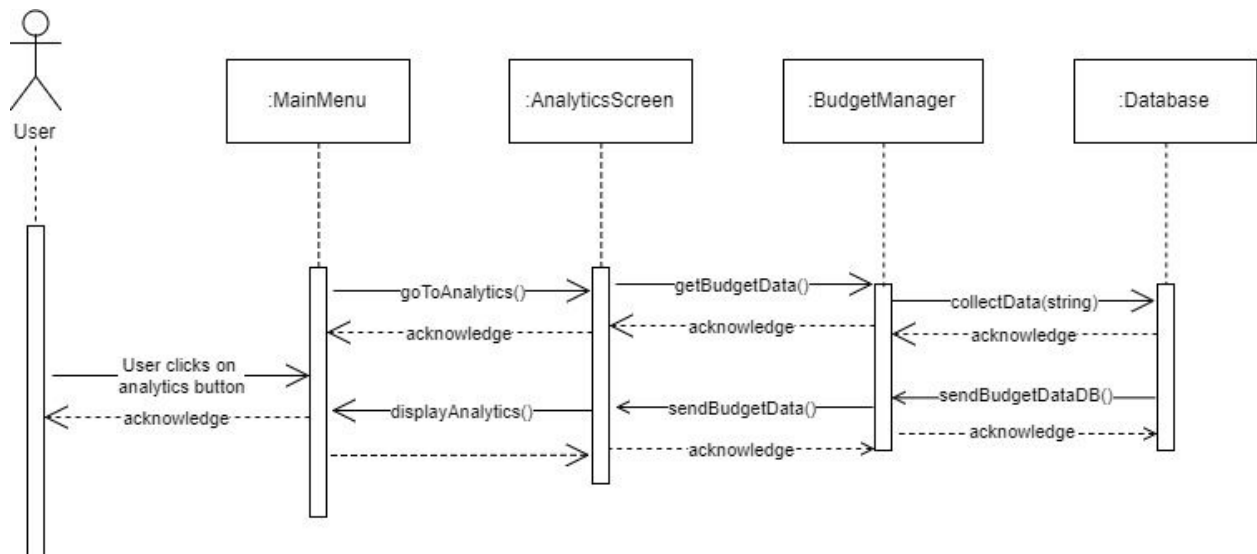 User
:MainMenu
:AnalyticsScreen
:BudgetManager
:Database
goToAnalytics()
getBudgetData()
collectData(string)
acknowledge
acknowledge
acknowledge
User clicks on
analytics button
acknowledge
displayAnalytics()
sendBudgetData()
sendBudgetDataDB()
acknowledge
acknowledge